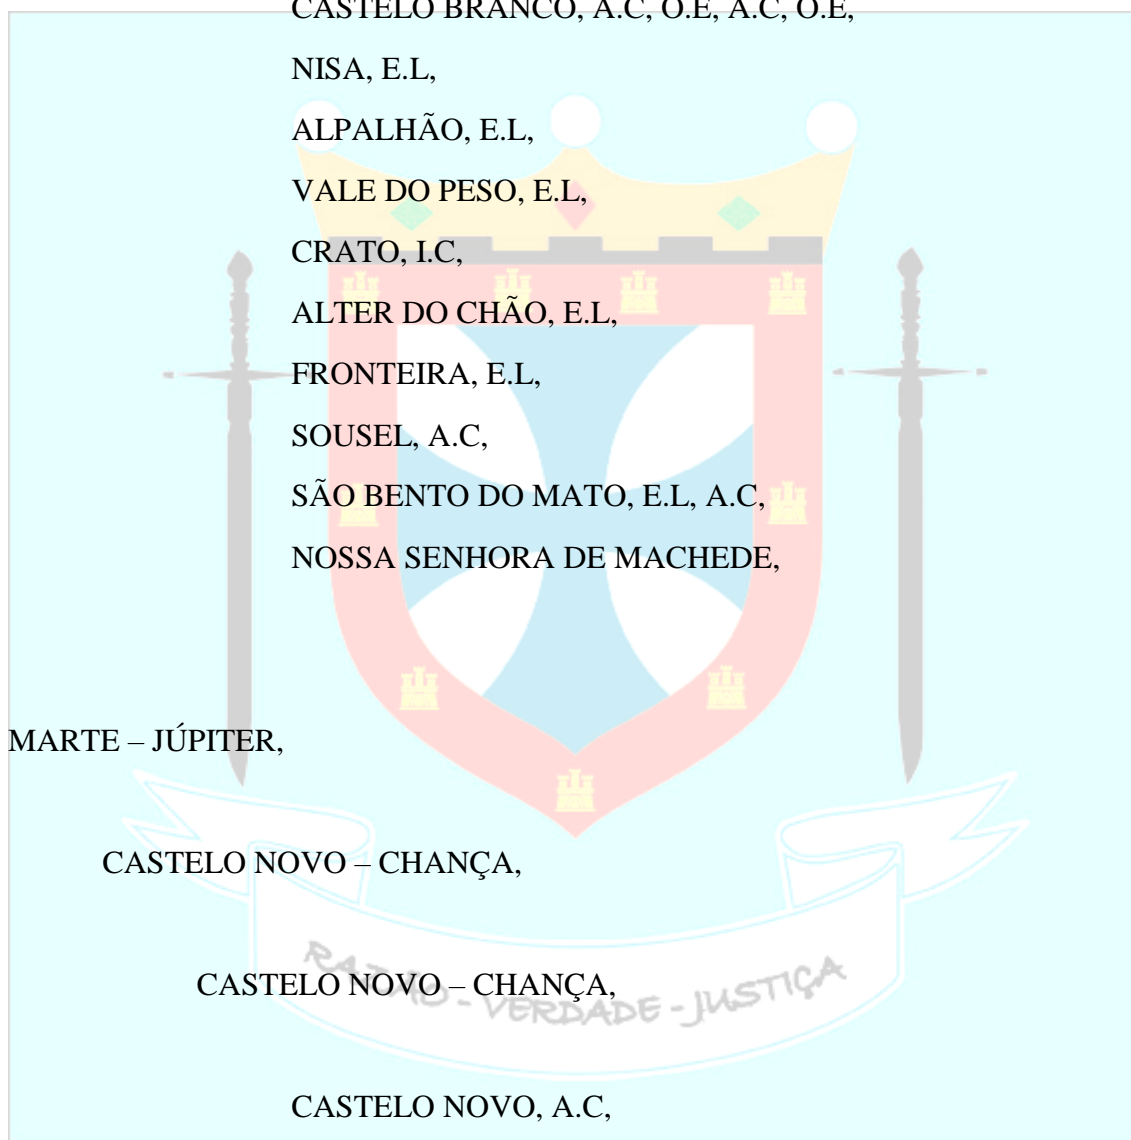 CASTELO BRANCO, A.C, O.E, A.C, O.E,
NISA, E.L,
ALPALHÃO, E.L,
VALE DO PESO, E.L,
CRATO, I.C,
ALTER DO CHÃO, E.L,
FRONTEIRA, E.L,
SOUSEL, A.C,
SÃO BENTO DO MATO, E.L, A.C,
NOSSA SENHORA DE MACHEDE,
MARTE – JÚPITER,
CASTELO NOVO – CHANÇA,
CASTELO NOVO – CHANÇA,
RAZÃO - VERDADE - JUSTIÇA
CASTELO NOVO, A.C,